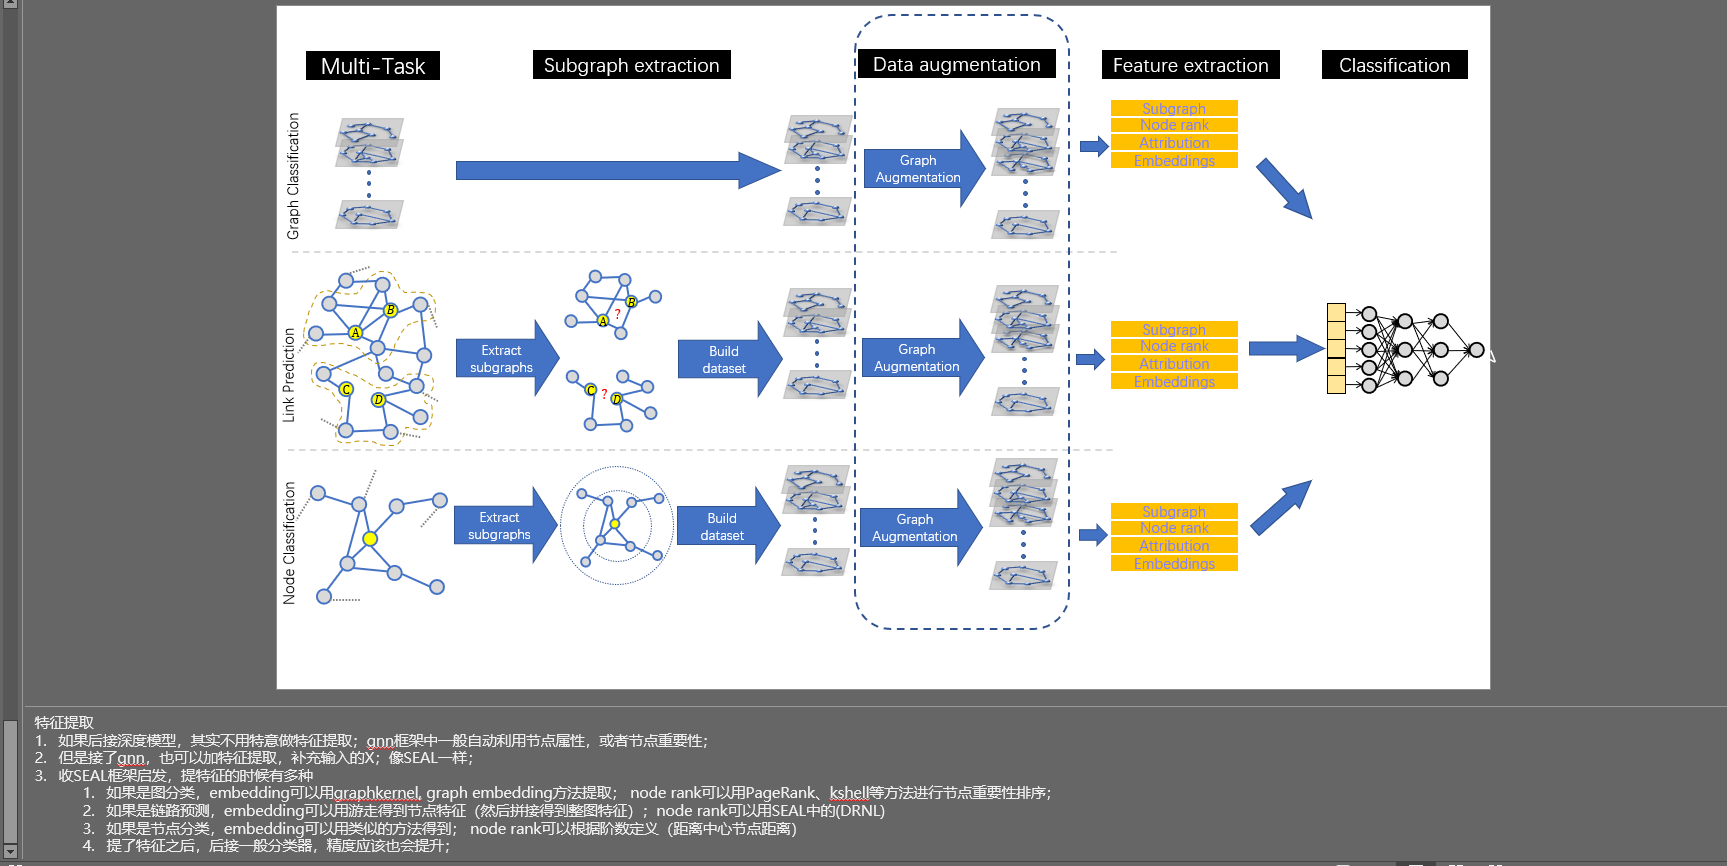 Multi-Task
Subgraph extraction
Data augmentation
Feature extraction
Classification
Graph Classification
Graph
Augmentation
Subgraph
Node rank
Attribution
Embeddings
Link Prediction
B
A
C
D
Extract
subgraphs
B
A
?
C
?
D
Build
dataset
Graph
Augmentation
Subgraph
Node rank
Attribution
Embeddings
Node Classification
Extract
subgraphs
Build
dataset
Graph
Augmentation
Subgraph
Node rank
Attribution
Embeddings
特征提取
1. 如果后接深度模型，其实不用特意做特征提取；gnn框架中一般自动利用节点属性，或者节点重要性；
2. 但是接了gnn，也可以加特征提取，补充输入的X；像SEAL一样；
3. 收SEAL框架启发，提特征的时候有多种
1. 如果是图分类，embedding可以用graphkernel, graph embedding方法提取； node rank可以用PageRank、kshell等方法进行节点重要性排序；
2. 如果是链路预测，embedding可以用游走得到节点特征（然后拼接得到整图特征）；node rank可以用SEAL中的(DRNL)
3. 如果是节点分类，embedding可以用类似的方法得到； node rank可以根据阶数定义（距离中心节点距离）
4. 提了特征之后，后接一般分类器，精度应该也会提升；